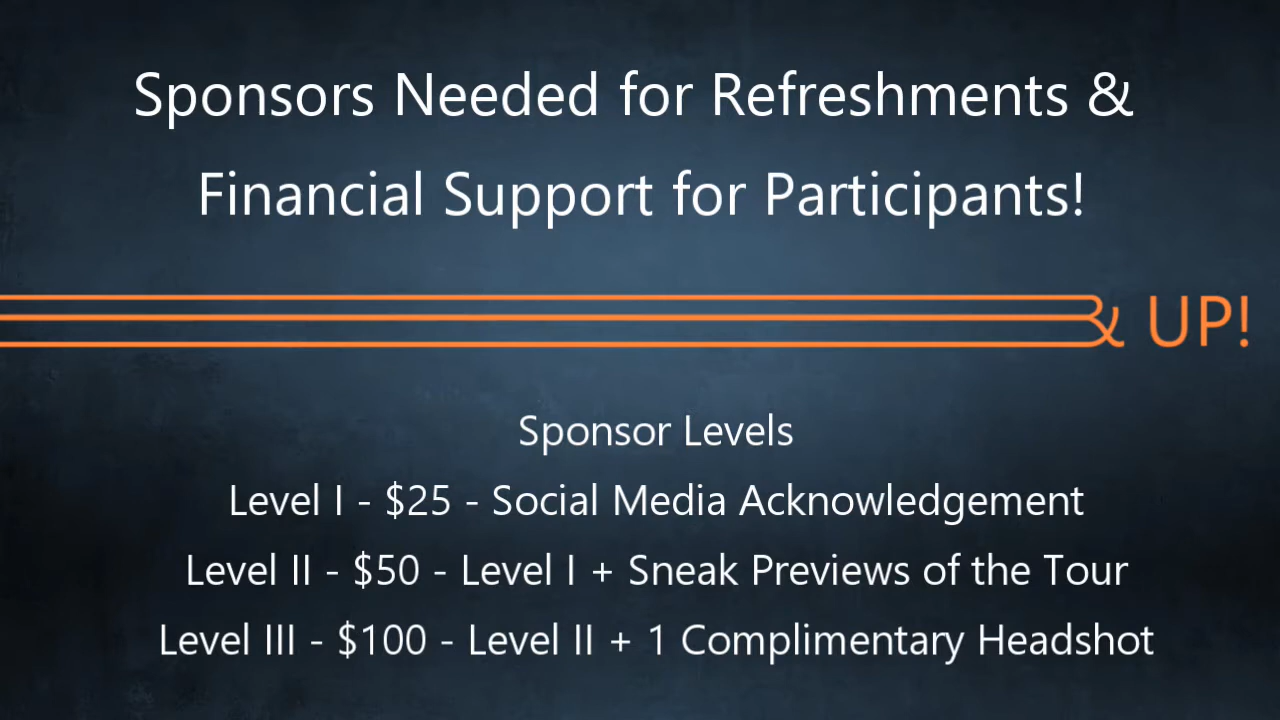 Sponsors Needed for Refreshments &
Financial Support for Participants!
& UP!
Sponsor Levels
Level I - $25 - Social Media Acknowledgement
Level II - $50 - Level I + Sneak Previews of the Tour
Level III - $100 - Level II + 1 Complimentary Headshot